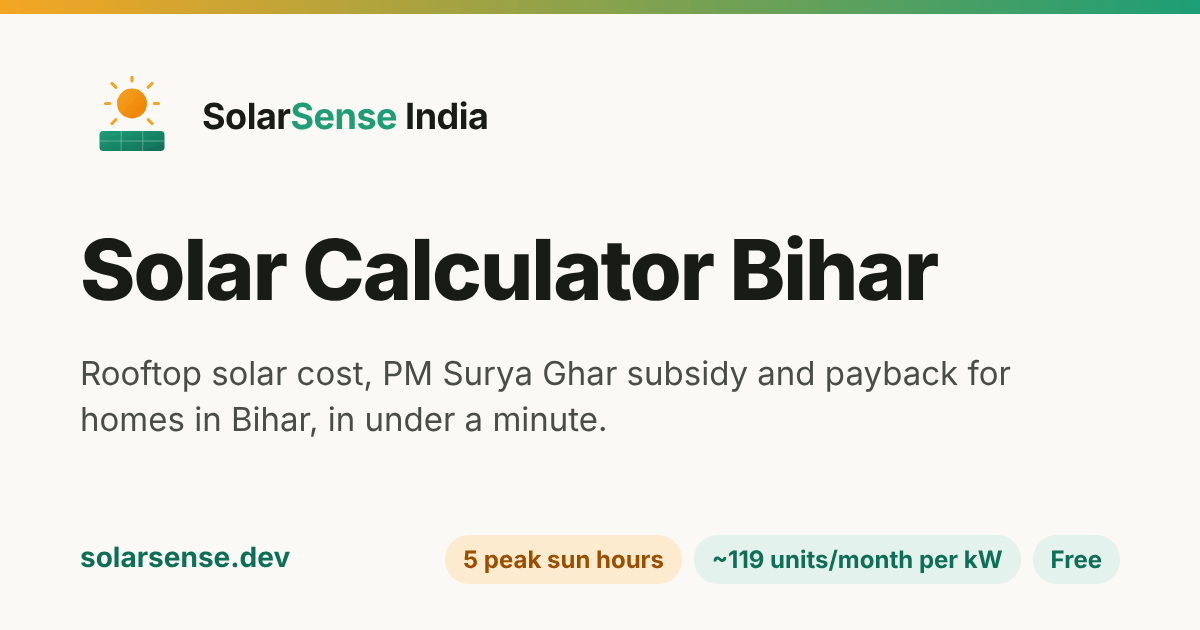 SolarSense India
Solar Calculator Bihar
Rooftop solar cost, PM Surya Ghar subsidy and payback for
homes in Bihar, in under a minute.
solarsense.dev
5 peak sun hours
~119 units/month per kW
Free